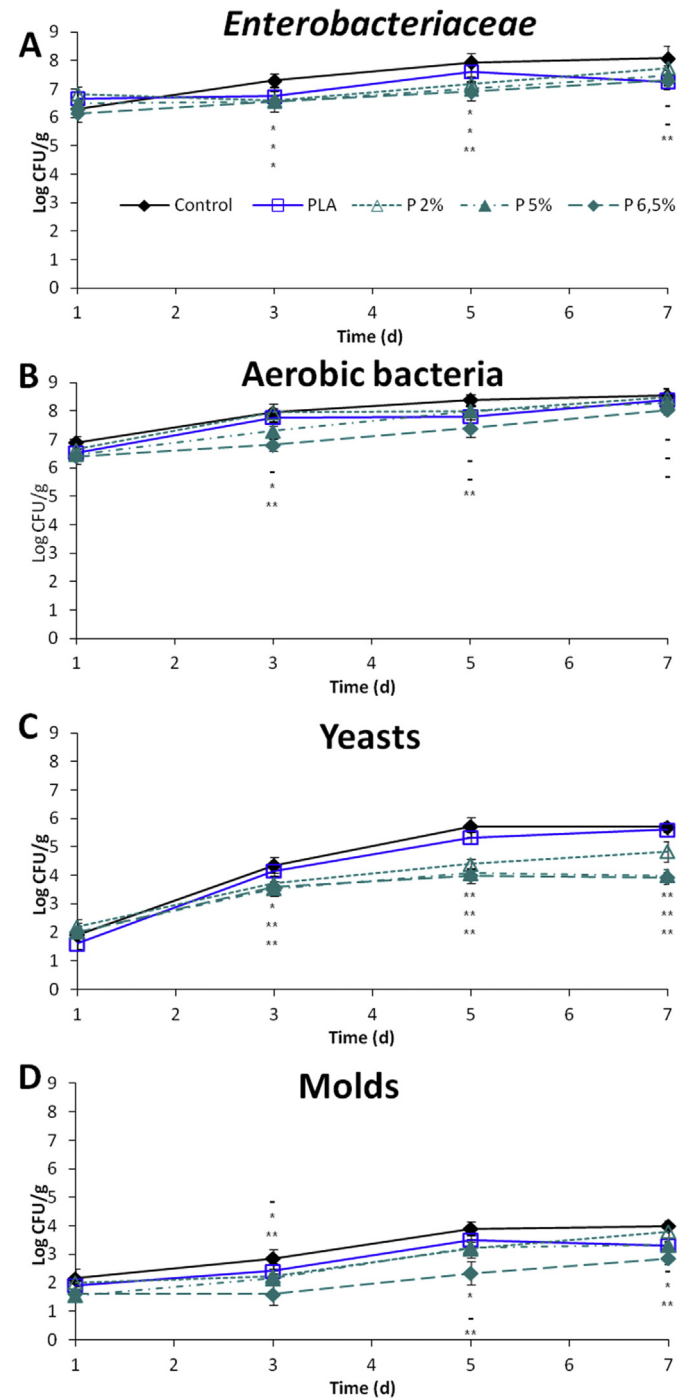 A
Enterobacteriaceae
9
8
7
6
5
4
3
2
1
0
Log CFU/g
* * -
* * -
* ** **
Control PLA P 2% P 5% P 6,5%
1 2 3 4 5 6 7
Time (d)
B
Aerobic bacteria
9
8
7
6
5
4
3
2
1
0
Log CFU/g
- - -
* - -
** ** -
1 2 3 4 5 6 7
Time (d)
C
Yeasts
9
8
7
6
5
4
3
2
1
0
Log CFU/g
* ** **
** ** **
** ** **
1 2 3 4 5 6 7
Time (d)
D
Molds
9
8
7
6
5
4
3
2
1
0
Log CFU/g
-
*
**
* -
- *
** **
1 2 3 4 5 6 7
Time (d)